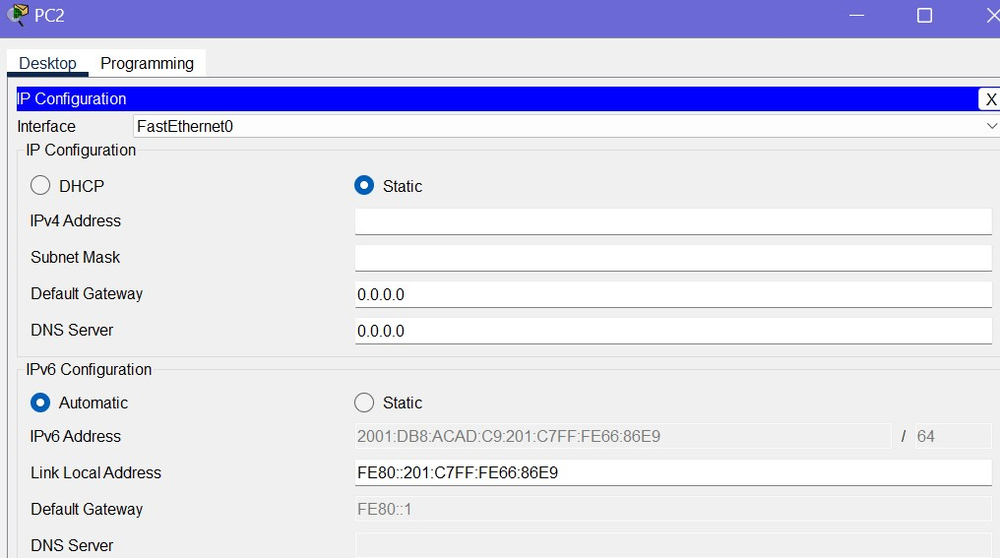 PC2
Desktop Programming
IP Configuration X
Interface FastEthernet0
IP Configuration
DHCP Static
IPv4 Address
Subnet Mask
Default Gateway 0.0.0.0
DNS Server 0.0.0.0
IPv6 Configuration
Automatic Static
IPv6 Address 2001:DB8:ACAD:C9:201:C7FF:FE66:86E9 / 64
Link Local Address FE80::201:C7FF:FE66:86E9
Default Gateway FE80::1
DNS Server